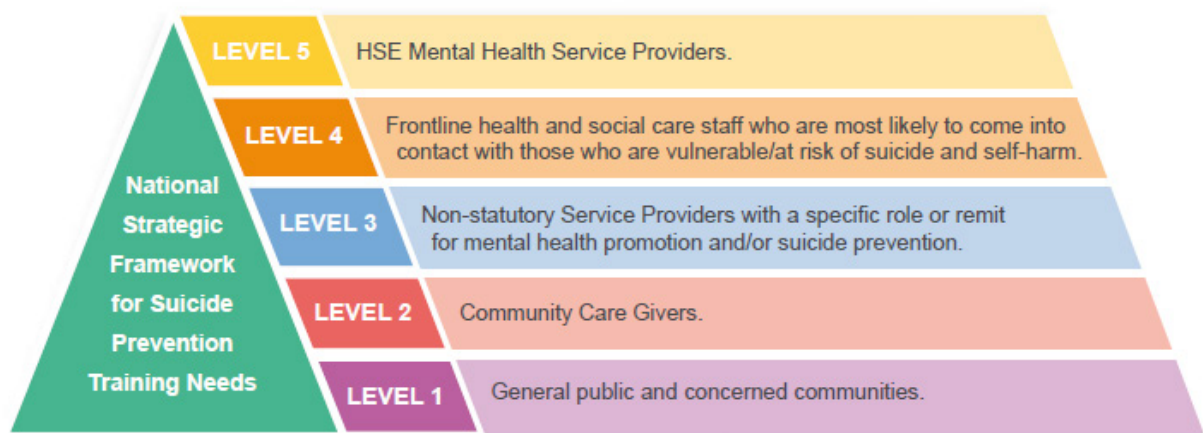 LEVEL 5
HSE Mental Health Service Providers.
LEVEL 4
Frontline health and social care staff who are most likely to come into
contact with those who are vulnerable/at risk of suicide and self-harm.
National
Strategic
Framework
for Suicide
Prevention
Training Needs
LEVEL 3
Non-statutory Service Providers with a specific role or remit
for mental health promotion and/or suicide prevention.
LEVEL 2
Community Care Givers.
LEVEL 1
General public and concerned communities.